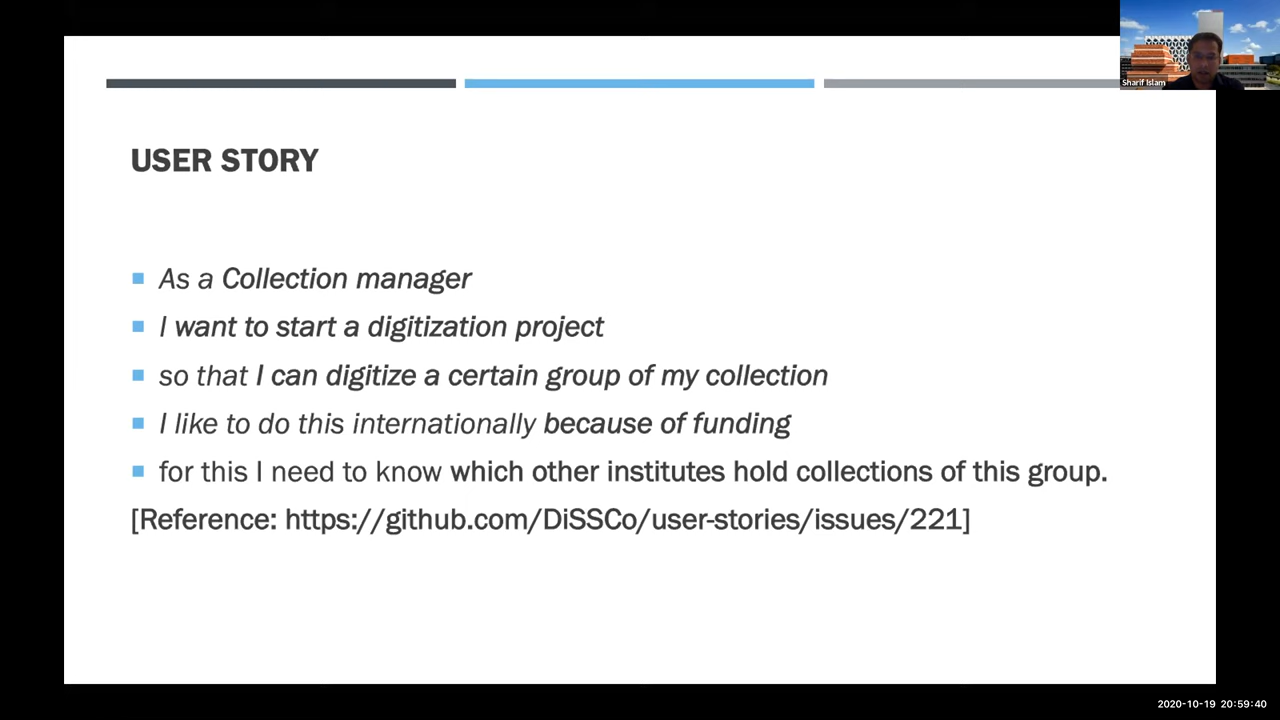 Sharif Islam
USER STORY
As a Collection manager
I want to start a digitization project
so that I can digitize a certain group of my collection
I like to do this internationally because of funding
for this I need to know which other institutes hold collections of this group.
[Reference: https://github.com/DiSSCo/user-stories/issues/221]
2020-10-19 20:59:40